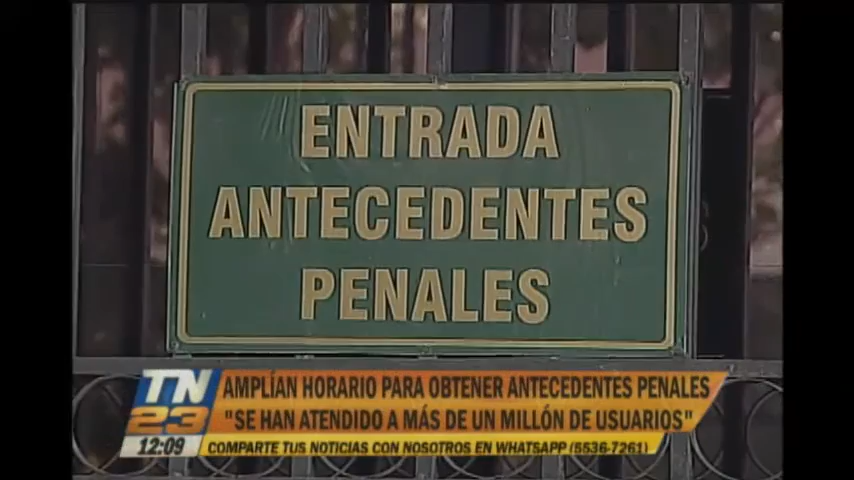 ENTRADA
ANTECEDENTES
PENALES
TN
23
12:09
AMPLÍAN HORARIO PARA OBTENER ANTECEDENTES PENALES
"SE HAN ATENDIDO A MÁS DE UN MILLÓN DE USUARIOS"
COMPARTE TUS NOTICIAS CON NOSOTROS EN WHATSAPP (5536-7261)